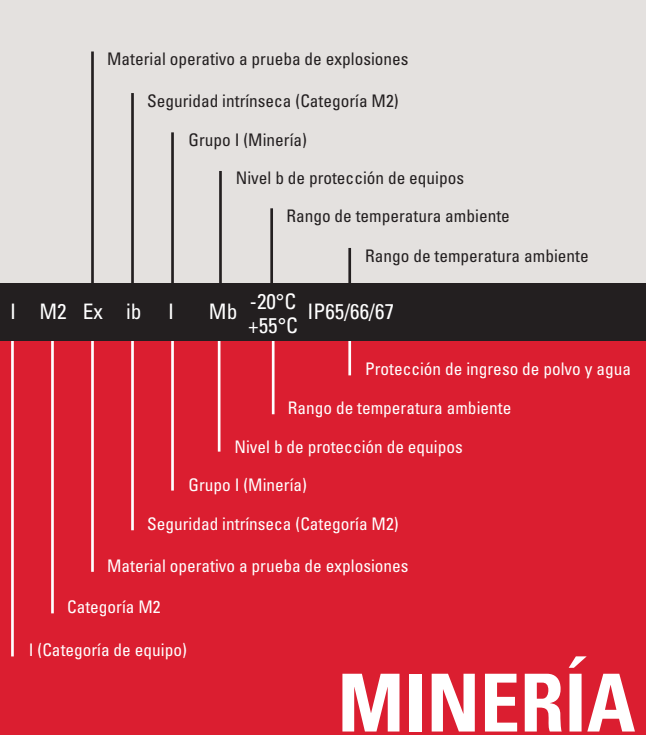 Material operativo a prueba de explosiones
Seguridad intrínseca (Categoría M2)
Grupo I (Minería)
Nivel b de protección de equipos
Rango de temperatura ambiente
Rango de temperatura ambiente
I M2 Ex ib I Mb -20°C +55°C IP65/66/67
Protección de ingreso de polvo y agua
Rango de temperatura ambiente
Nivel b de protección de equipos
Grupo I (Minería)
Seguridad intrínseca (Categoría M2)
Material operativo a prueba de explosiones
Categoría M2
I (Categoría de equipo)
MINERÍA